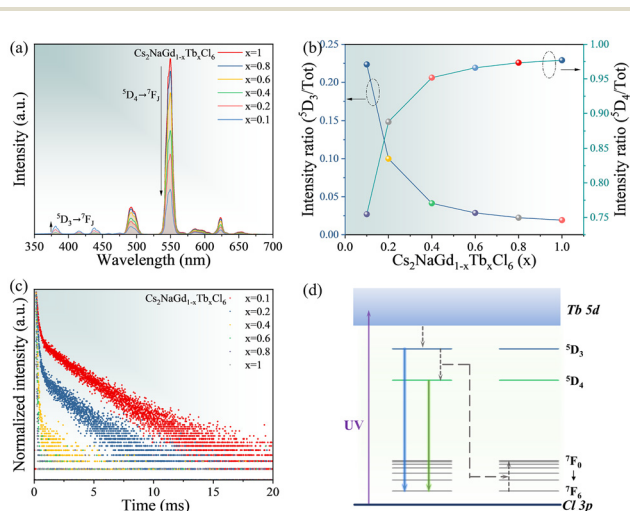 (a)
Cs₂NaGd₁₋ₓTbₓCl₆
x=1
x=0.8
x=0.6
x=0.4
x=0.2
x=0.1
⁵D₄→⁷F_J
⁵D₃→⁷F_J
Intensity (a.u.)
350 400 450 500 550 600 650 700
Wavelength (nm)
(b)
Intensity ratio (⁵D₃/Tot)
0.25
0.20
0.15
0.10
0.05
0.00
1.00
0.95
0.90
0.85
0.80
0.75
Intensity ratio (⁵D₄/Tot)
0.0 0.2 0.4 0.6 0.8 1.0
Cs₂NaGd₁₋ₓTbₓCl₆ (x)
(c)
Cs₂NaGd₁₋ₓTbₓCl₆
x=0.1
x=0.2
x=0.4
x=0.6
x=0.8
x=1
Normalized intensity (a.u.)
0 5 10 15 20
Time (ms)
(d)
Tb 5d
⁵D₃
⁵D₄
UV
⁷F₀
↓
⁷F₆
Cl 3p